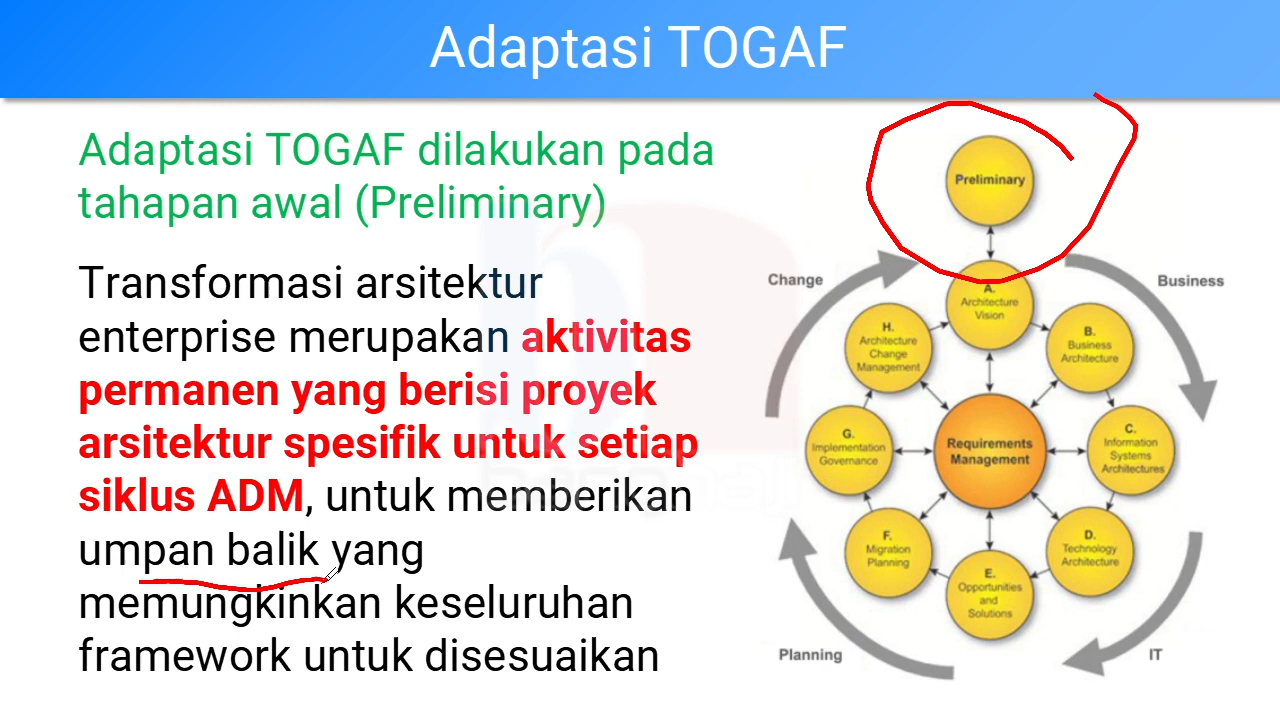 Adaptasi TOGAF
Adaptasi TOGAF dilakukan pada
tahapan awal (Preliminary)
Transformasi arsitektur
enterprise merupakan aktivitas
permanen yang berisi proyek
arsitektur spesifik untuk setiap
siklus ADM, untuk memberikan
umpan balik yang
memungkinkan keseluruhan
framework untuk disesuaikan
Preliminary
Change
Business
A.
Architecture
Vision
H.
Architecture
Change
Management
B.
Business
Architecture
G.
Implementation
Governance
Requirements
Management
C.
Information
Systems
Architectures
F.
Migration
Planning
D.
Technology
Architecture
E.
Opportunities
and
Solutions
Planning
IT